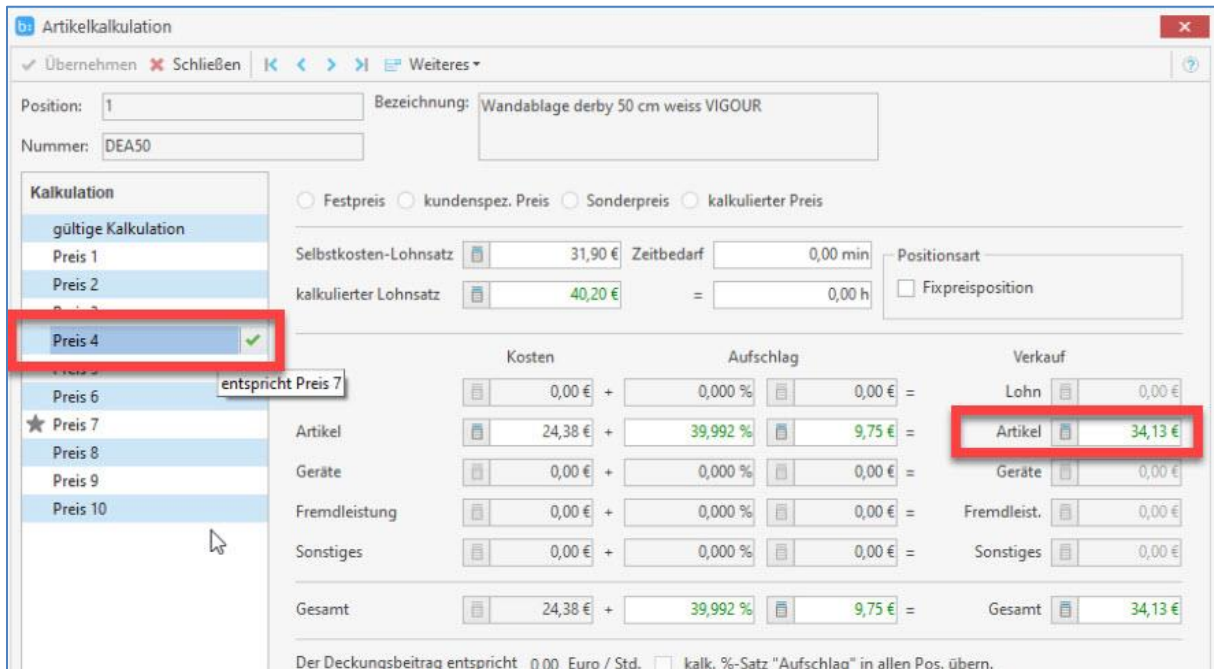 b: Artikelkalkulation
Übernehmen Schließen Weiteres
Position: 1 Bezeichnung: Wandablage derby 50 cm weiss VIGOUR
Nummer: DEA50
Kalkulation
gültige Kalkulation
Preis 1
Preis 2
Preis 4
entspricht Preis 7
Preis 6
Preis 7
Preis 8
Preis 9
Preis 10
Festpreis kundenspez. Preis Sonderpreis kalkulierter Preis
Selbstkosten-Lohnsatz 31,90 € Zeitbedarf 0,00 min Positionsart
kalkulierter Lohnsatz 40,20 € = 0,00 h Fixpreisposition
Kosten Aufschlag Verkauf
0,00 € + 0,000 % 0,00 € = Lohn 0,00 €
Artikel 24,38 € + 39,992 % 9,75 € = Artikel 34,13 €
Geräte 0,00 € + 0,000 % 0,00 € = Geräte 0,00 €
Fremdleistung 0,00 € + 0,000 % 0,00 € = Fremdleist. 0,00 €
Sonstiges 0,00 € + 0,000 % 0,00 € = Sonstiges 0,00 €
Gesamt 24,38 € + 39,992 % 9,75 € = Gesamt 34,13 €
Der Deckungsbeitrag entspricht 0,00 Euro / Std. kalk. %-Satz "Aufschlag" in allen Pos. übern.